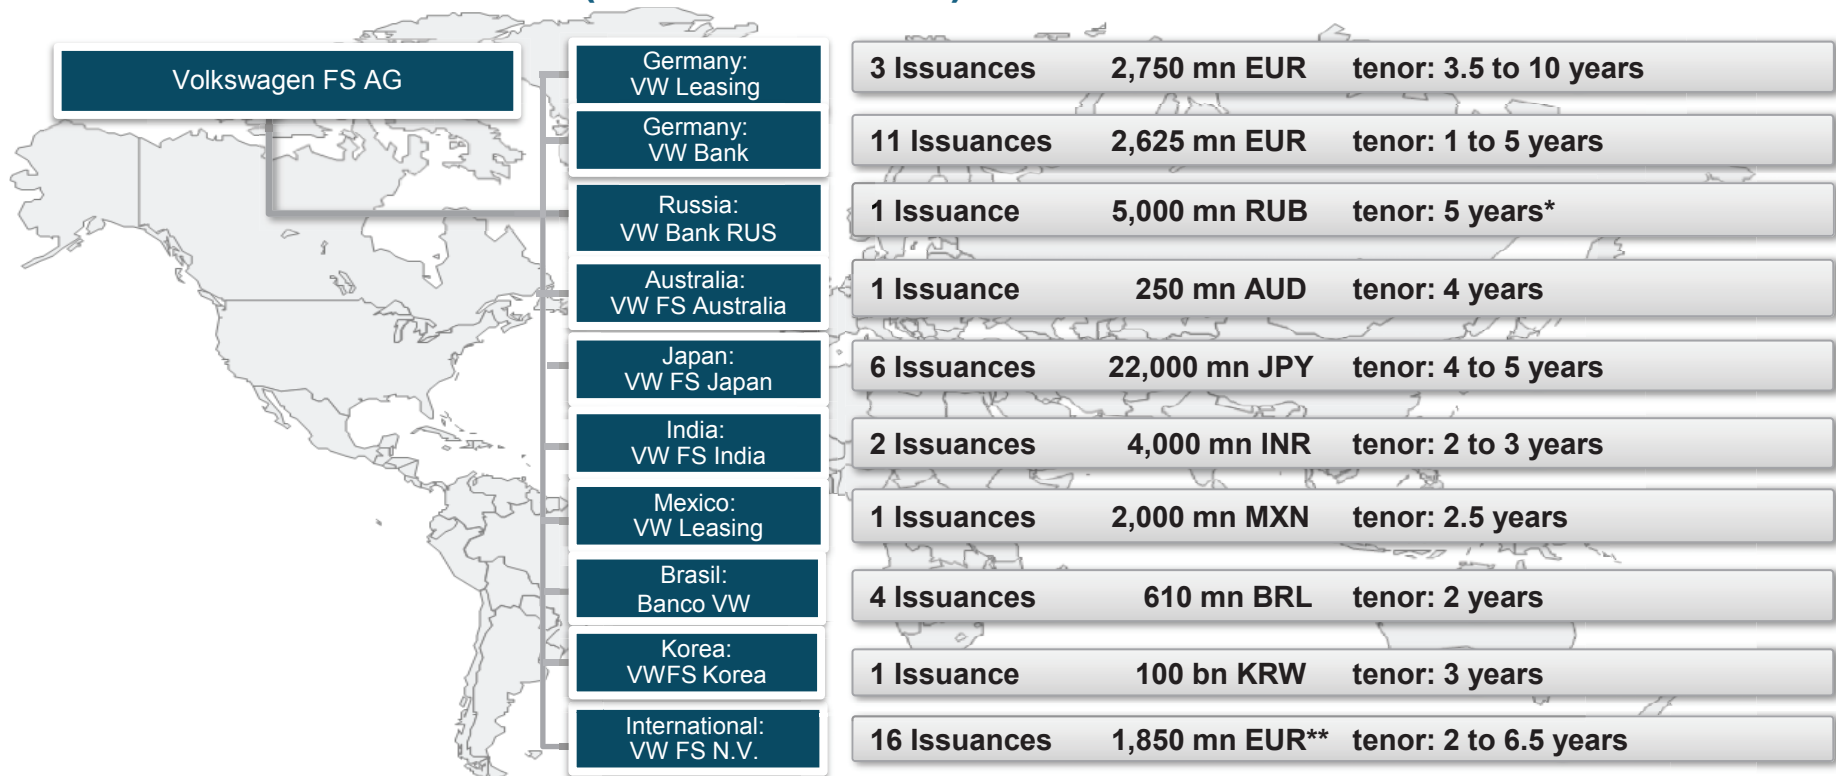 Volkswagen FS AG
Germany:
VW Leasing
3 Issuances 2,750 mn EUR tenor: 3.5 to 10 years
Germany:
VW Bank
11 Issuances 2,625 mn EUR tenor: 1 to 5 years
Russia:
VW Bank RUS
1 Issuance 5,000 mn RUB tenor: 5 years*
Australia:
VW FS Australia
1 Issuance 250 mn AUD tenor: 4 years
Japan:
VW FS Japan
6 Issuances 22,000 mn JPY tenor: 4 to 5 years
India:
VW FS India
2 Issuances 4,000 mn INR tenor: 2 to 3 years
Mexico:
VW Leasing
1 Issuances 2,000 mn MXN tenor: 2.5 years
Brasil:
Banco VW
4 Issuances 610 mn BRL tenor: 2 years
Korea:
VWFS Korea
1 Issuance 100 bn KRW tenor: 3 years
International:
VW FS N.V.
16 Issuances 1,850 mn EUR** tenor: 2 to 6.5 years